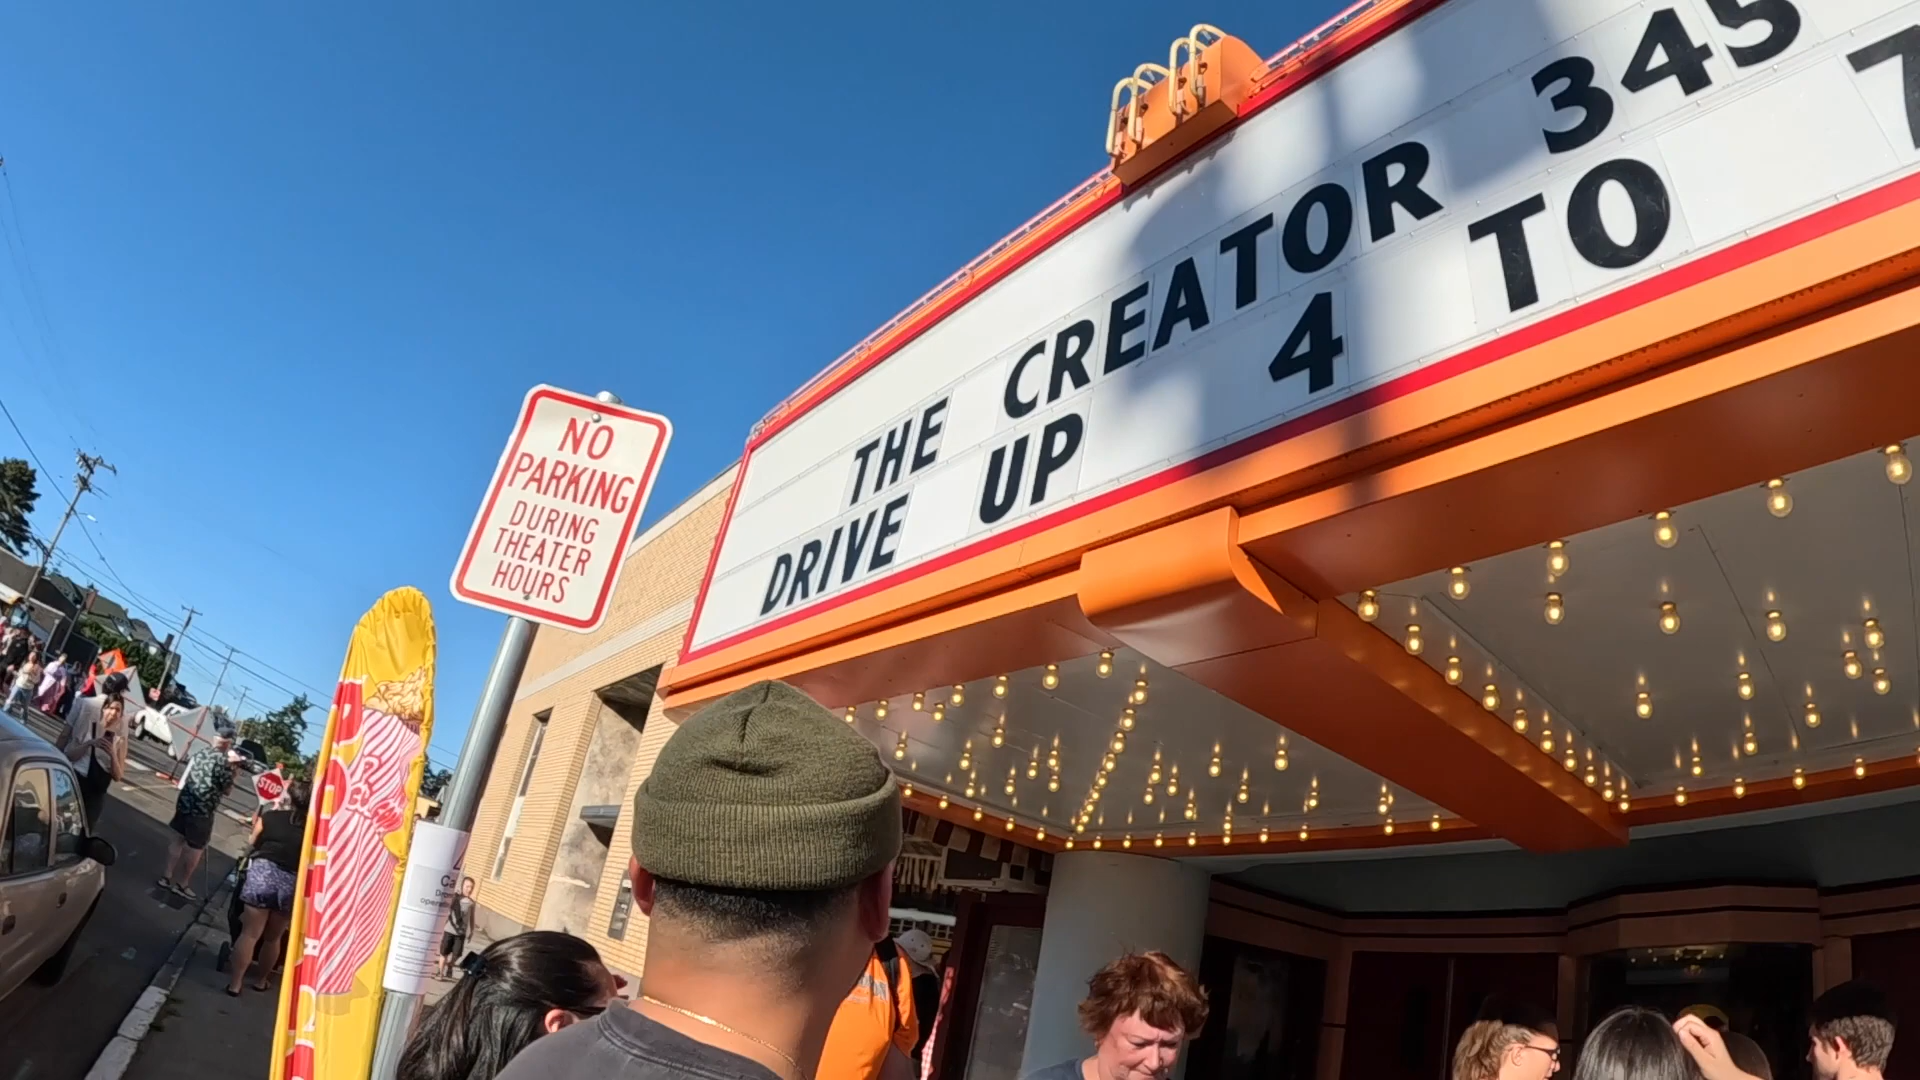 THE CREATOR 345
DRIVE UP 4 TO 7
NO
PARKING
DURING
THEATER
HOURS
STOP